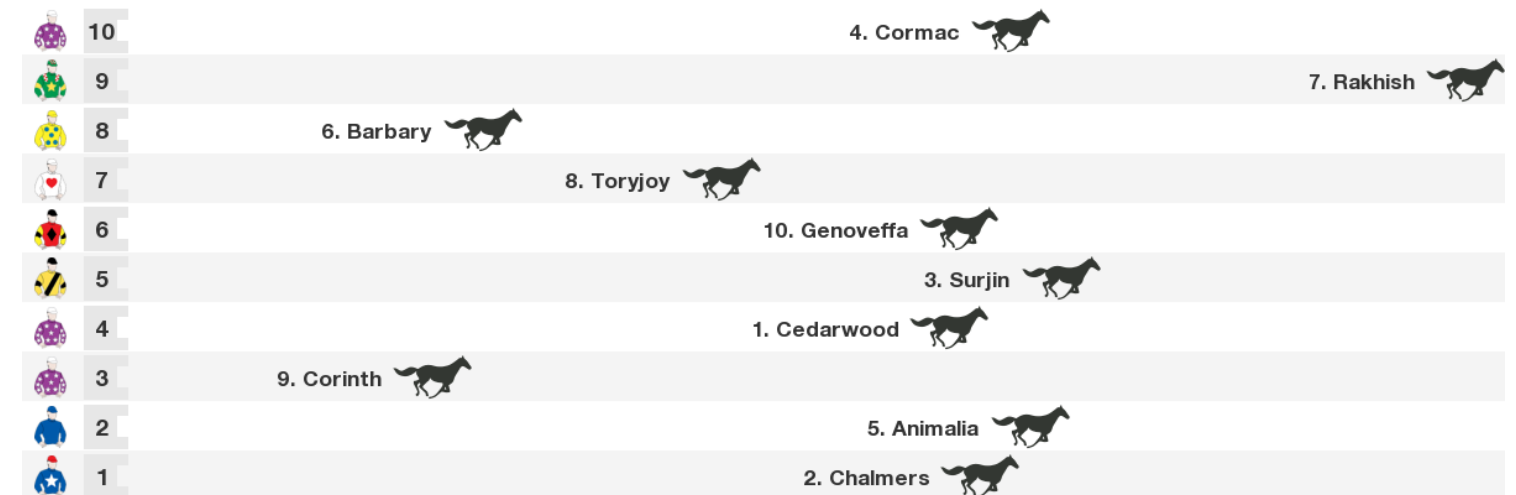 10 4. Cormac
9 7. Rakhish
8 6. Barbary
7 8. Toryjoy
6 10. Genoveffa
5 3. Surjin
4 1. Cedarwood
3 9. Corinth
2 5. Animalia
1 2. Chalmers